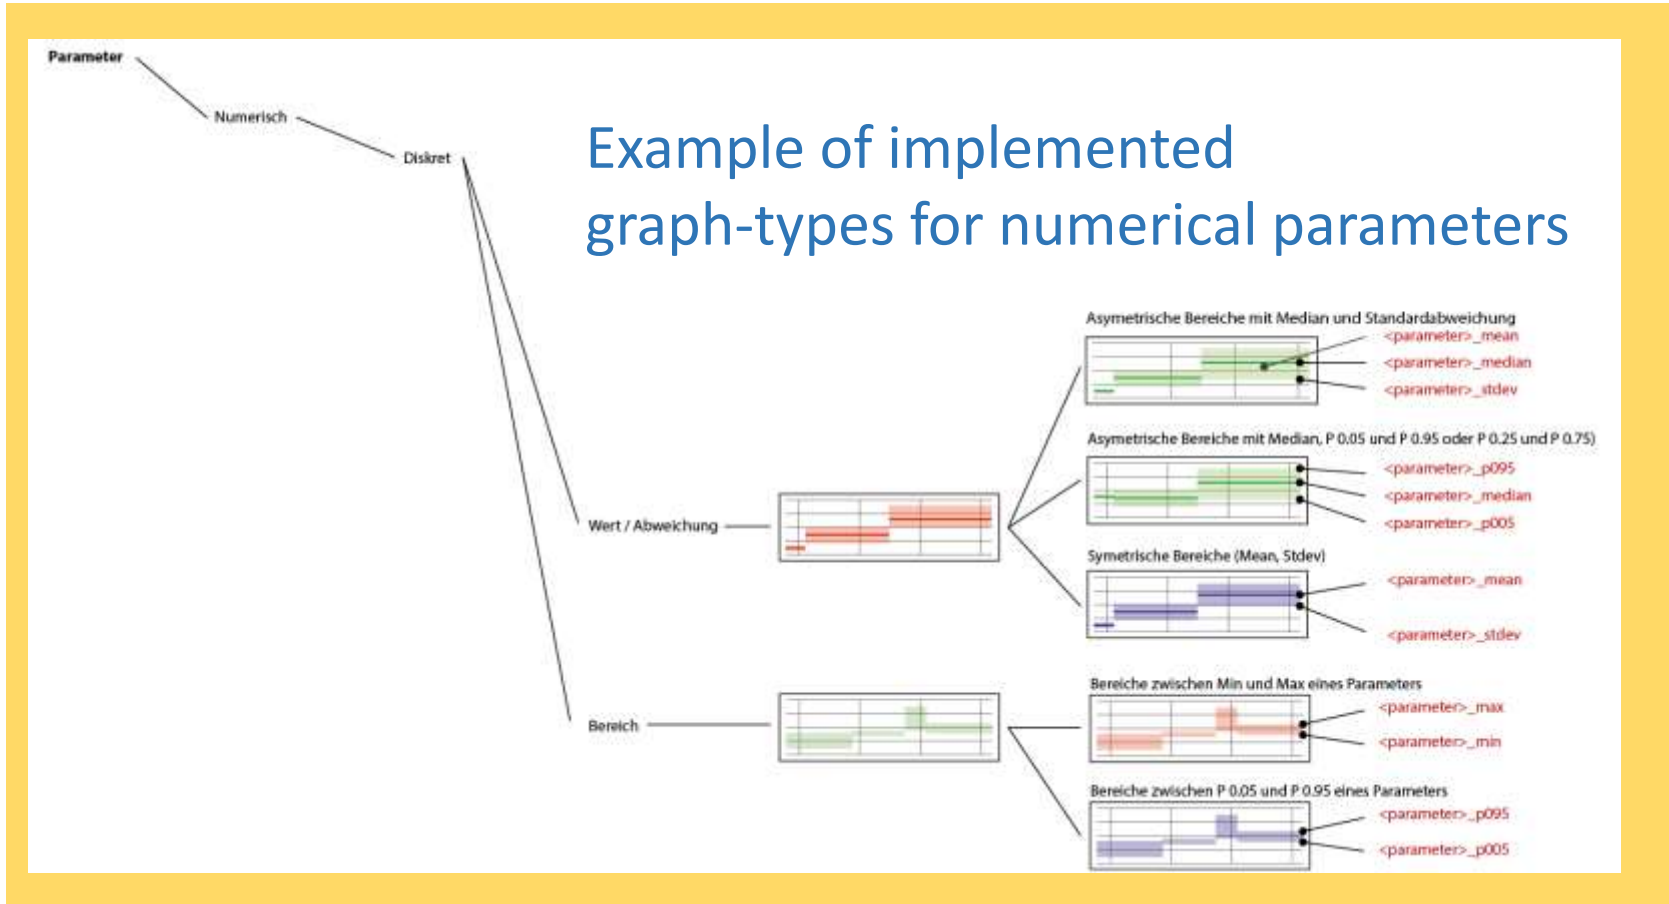 Parameter
Numerisch
Diskret
Example of implemented
graph-types for numerical parameters
Asymetrische Bereiche mit Median und Standardabweichung
<parameter>_mean
<parameter>_median
<parameter>_stdev
Asymetrische Bereiche mit Median, P 0.05 und P 0.95 oder P 0.25 und P 0.75)
<parameter>_p095
<parameter>_median
<parameter>_p005
Wert / Abweichung
Symetrische Bereiche (Mean, Stdev)
<parameter>_mean
<parameter>_stdev
Bereiche zwischen Min und Max eines Parameters
<parameter>_max
<parameter>_min
Bereich
Bereiche zwischen P 0.05 und P 0.95 eines Parameters
<parameter>_p095
<parameter>_p005